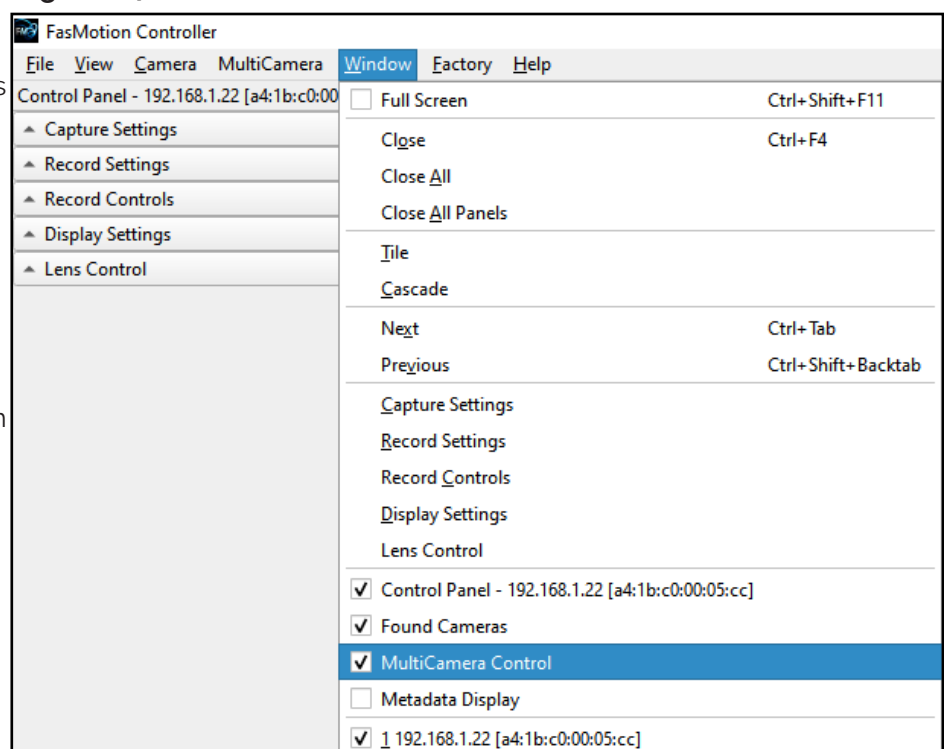 FasMotion Controller
File View Camera MultiCamera Window Factory Help
Control Panel - 192.168.1.22 [a4:1b:c0:00
Capture Settings
Record Settings
Record Controls
Display Settings
Lens Control
Full Screen Ctrl+Shift+F11
Close Ctrl+F4
Close All
Close All Panels
Tile
Cascade
Next Ctrl+Tab
Previous Ctrl+Shift+Backtab
Capture Settings
Record Settings
Record Controls
Display Settings
Lens Control
Control Panel - 192.168.1.22 [a4:1b:c0:00:05:cc]
Found Cameras
MultiCamera Control
Metadata Display
1 192.168.1.22 [a4:1b:c0:00:05:cc]